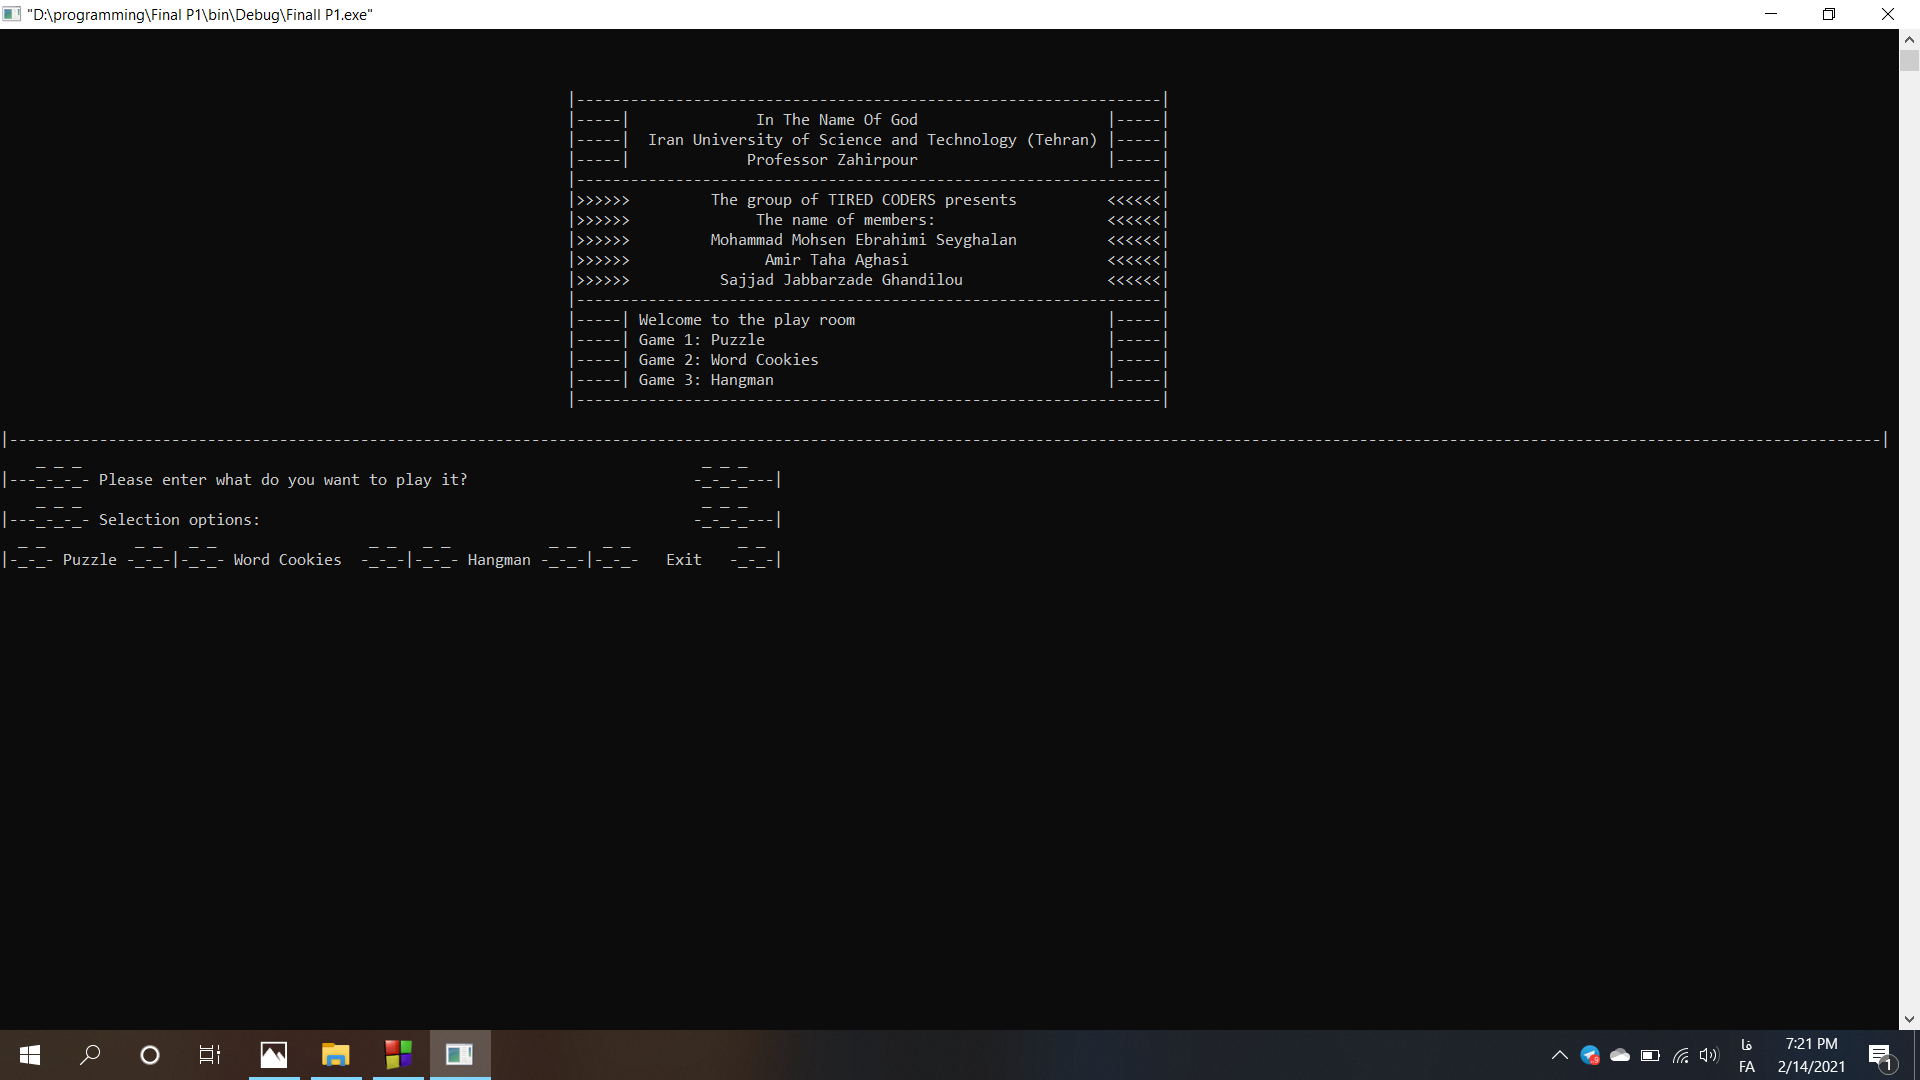 "D:\programming\Final P1\bin\Debug\Finall P1.exe"
|-----------------------------------------------------------------|
|-----| In The Name Of God |-----|
|-----| Iran University of Science and Technology (Tehran) |-----|
|-----| Professor Zahirpour |-----|
|-----------------------------------------------------------------|
|>>>>>> The group of TIRED CODERS presents <<<<<<|
|>>>>>> The name of members: <<<<<<|
|>>>>>> Mohammad Mohsen Ebrahimi Seyghalan <<<<<<|
|>>>>>> Amir Taha Aghasi <<<<<<|
|>>>>>> Sajjad Jabbarzade Ghandilou <<<<<<|
|-----------------------------------------------------------------|
|-----| Welcome to the play room |-----|
|-----| Game 1: Puzzle |-----|
|-----| Game 2: Word Cookies |-----|
|-----| Game 3: Hangman |-----|
|-----------------------------------------------------------------|
|---_-_-_- Please enter what do you want to play it? -_-_-_---|
|---_-_-_- Selection options: -_-_-_---|
|-_-_- Puzzle -_-_-|-_-_- Word Cookies -_-_-|-_-_- Hangman -_-_-|-_-_- Exit -_-_-|
فا
FA
7:21 PM
2/14/2021
1